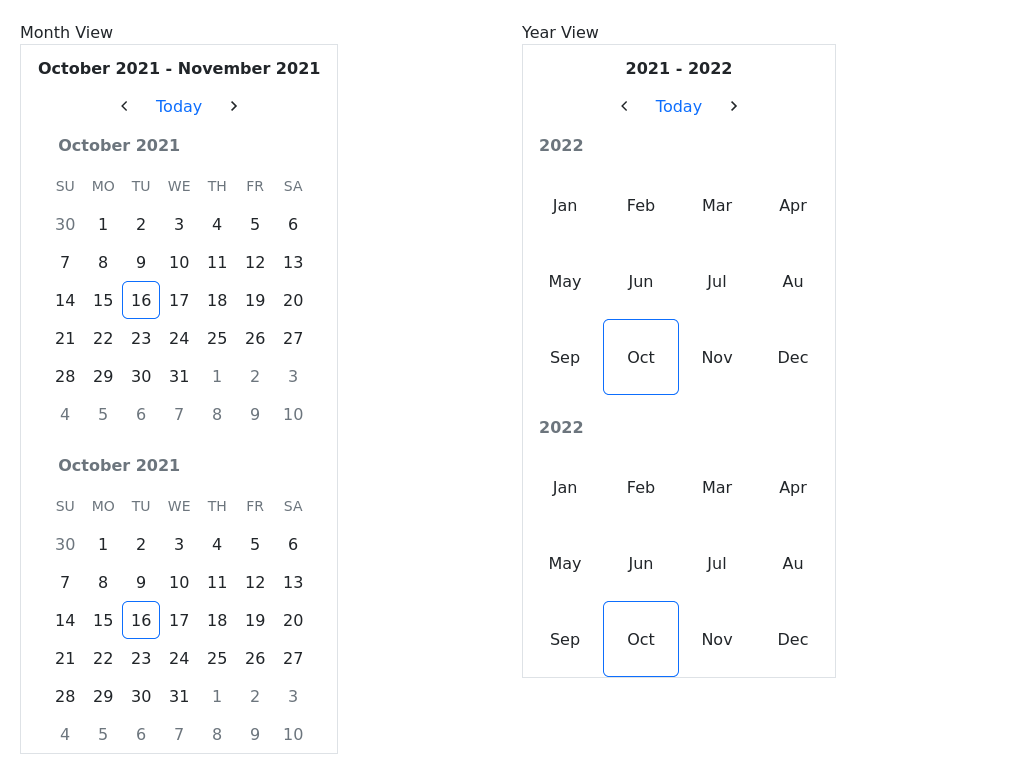 Month View
October 2021 - November 2021
Today
October 2021
SU MO TU WE TH FR SA
30 1 2 3 4 5 6
7 8 9 10 11 12 13
14 15 16 17 18 19 20
21 22 23 24 25 26 27
28 29 30 31 1 2 3
4 5 6 7 8 9 10
October 2021
SU MO TU WE TH FR SA
30 1 2 3 4 5 6
7 8 9 10 11 12 13
14 15 16 17 18 19 20
21 22 23 24 25 26 27
28 29 30 31 1 2 3
4 5 6 7 8 9 10
Year View
2021 - 2022
Today
2022
Jan Feb Mar Apr
May Jun Jul Au
Sep Oct Nov Dec
2022
Jan Feb Mar Apr
May Jun Jul Au
Sep Oct Nov Dec